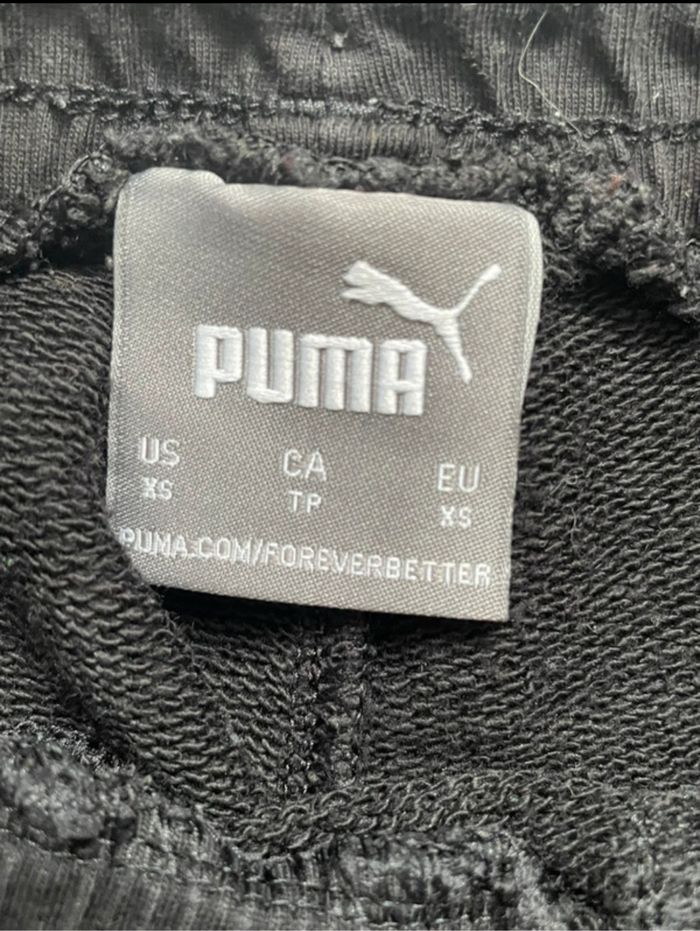 PUMA
US CA EU
XS TP XS
PUMA.COM/FOREVERBETTER